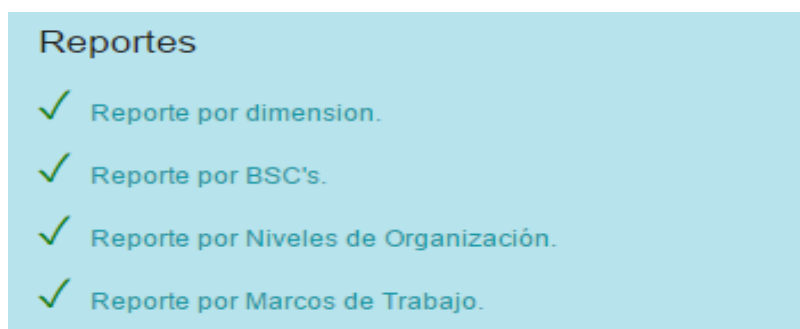 Reportes
Reporte por dimension.
Reporte por BSC's.
Reporte por Niveles de Organización.
Reporte por Marcos de Trabajo.